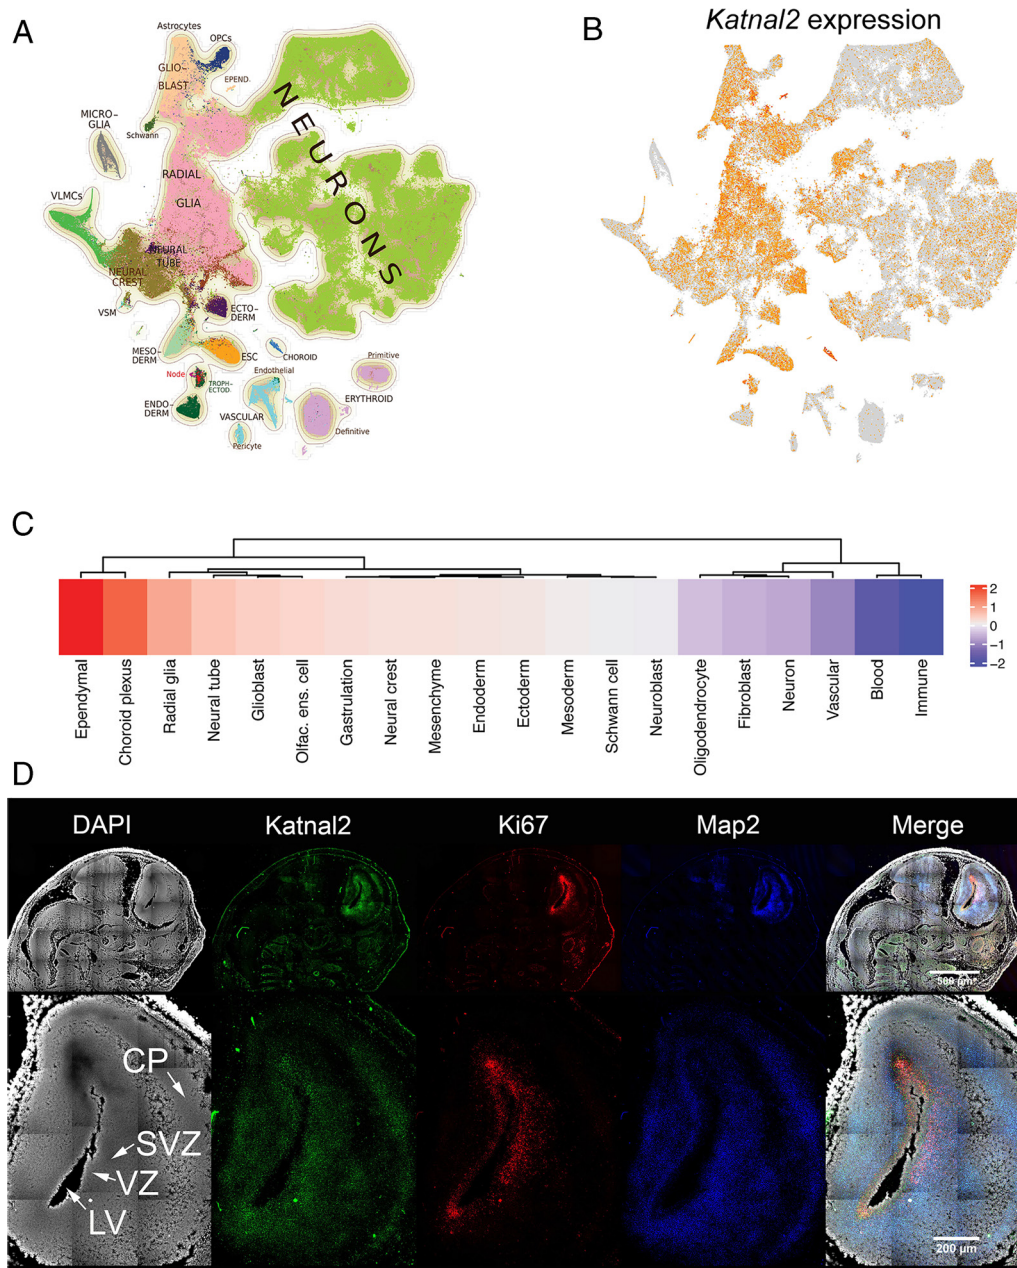 A
Astrocytes
OPCs
GLIO-
BLAST
EPEND.
MICRO-
GLIA
Schwann
NEURONS
RADIAL
GLIA
VLMCs
NEURAL
TUBE
NEURAL
CREST
VSM
ECTO-
DERM
MESO-
DERM
ESC
CHOROID
Node
TROPH-
ECTOD.
Endothelial
Primitive
ENDO-
DERM
VASCULAR
ERYTHROID
Pericyte
Definitive
B
Katnal2 expression
C
2
1
0
−1
−2
Ependymal
Choroid plexus
Radial glia
Neural tube
Glioblast
Olfac. ens. cell
Gastrulation
Neural crest
Mesenchyme
Endoderm
Ectoderm
Mesoderm
Schwann cell
Neuroblast
Oligodendrocyte
Fibroblast
Neuron
Vascular
Blood
Immune
D
DAPI
Katnal2
Ki67
Map2
Merge
500 µm
CP
SVZ
VZ
LV
200 µm